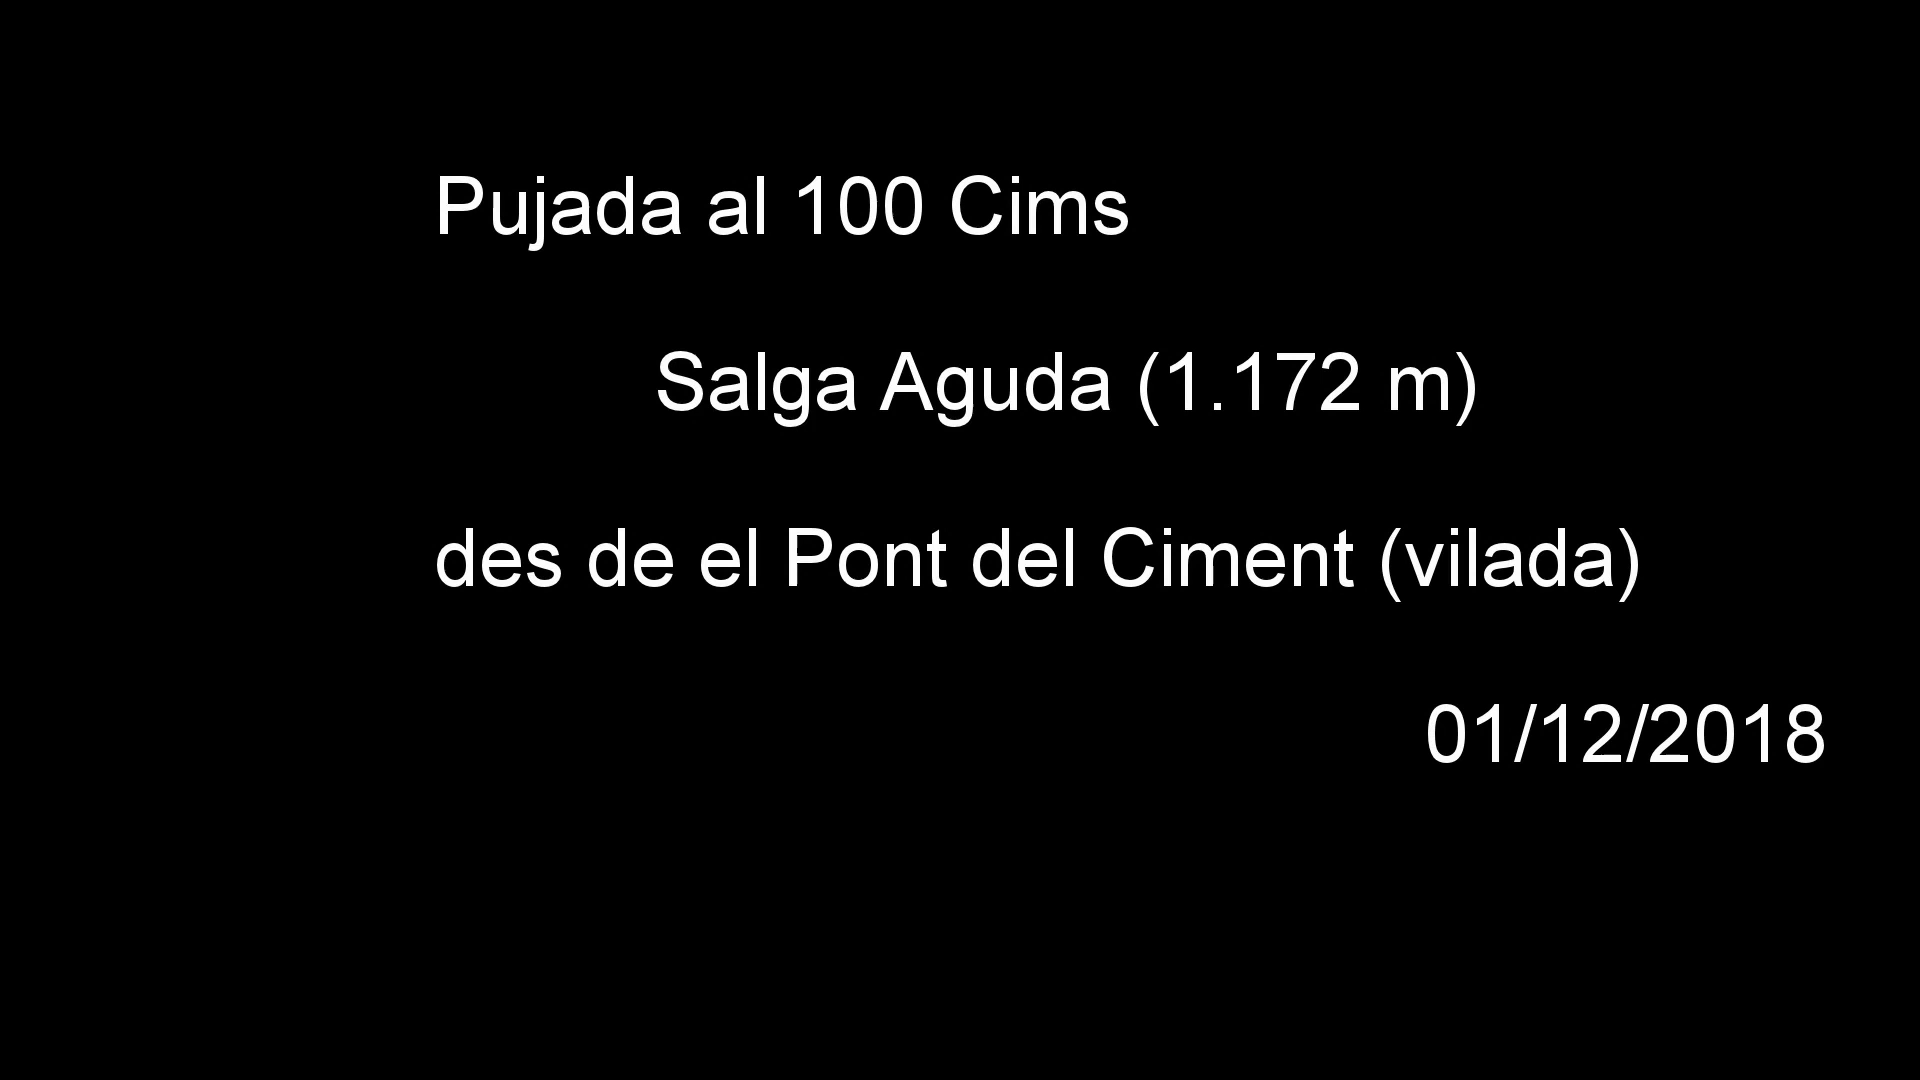 Pujada al 100 Cims
Salga Aguda (1.172 m)
des de el Pont del Ciment (vilada)
01/12/2018